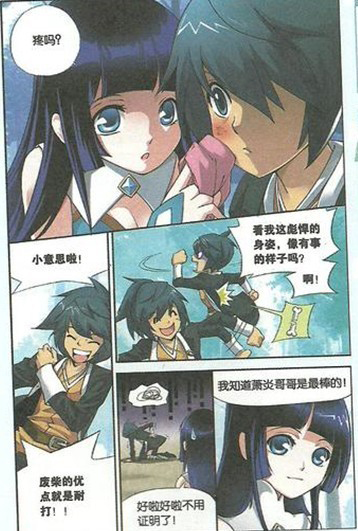 疼吗？
小意思啦！
看我这彪悍的
身姿，像有事
的样子吗？
啊！
废柴的优
点就是耐
打！！
我知道萧炎哥哥是最棒的！
好啦好啦不用
证明了！